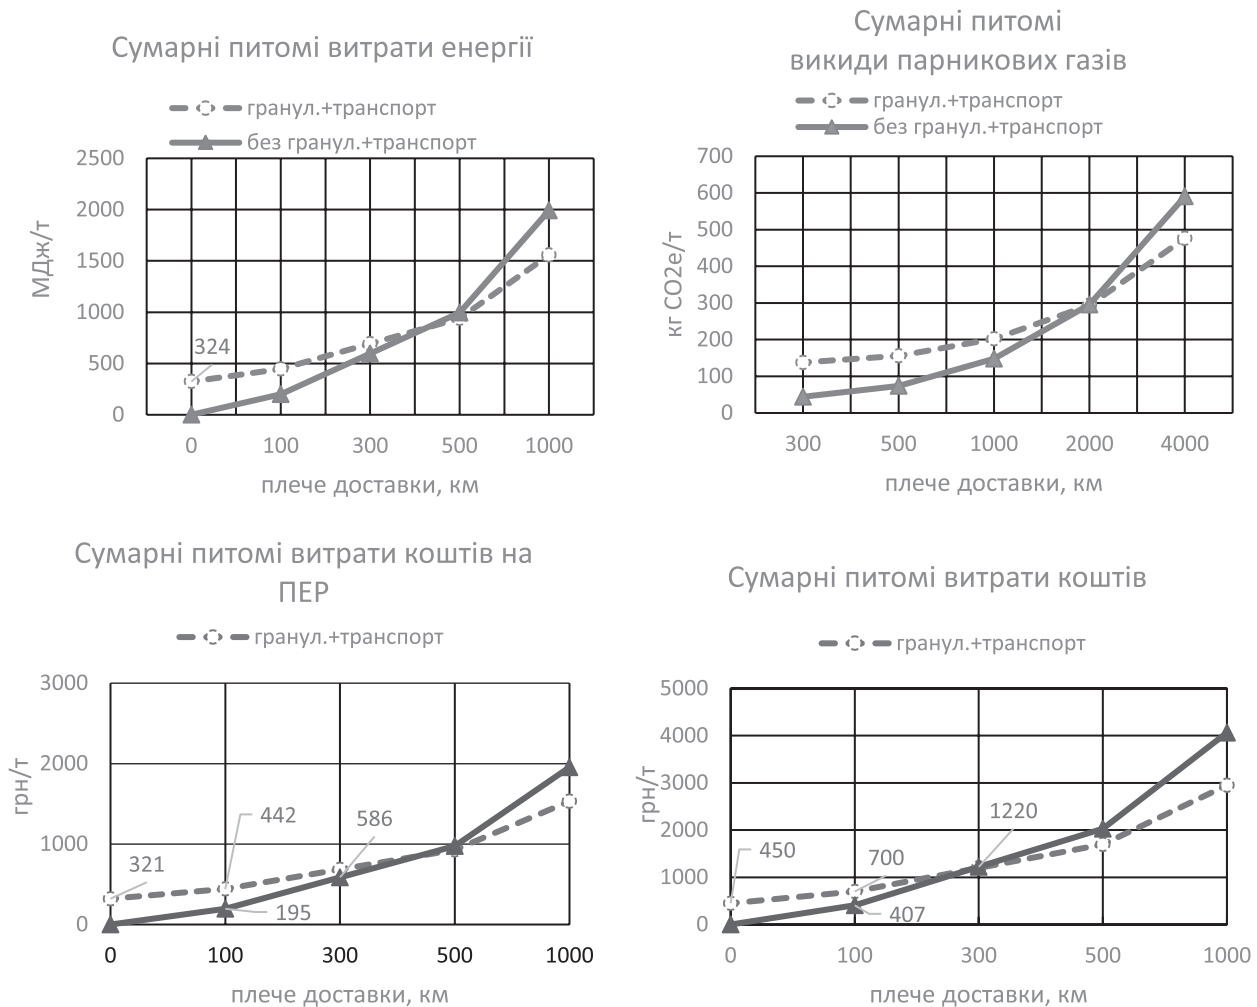 Сумарні питомі витрати енергії
гранул.+транспорт
без гранул.+транспорт
2500
2000
1500
1000
500
0
МДж/т
324
0 100 300 500 1000
плече доставки, км
Сумарні питомі
викиди парникових газів
гранул.+транспорт
без гранул.+транспорт
700
600
500
400
300
200
100
0
кг CO2e/т
300 500 1000 2000 4000
плече доставки, км
Сумарні питомі витрати коштів на
ПЕР
гранул.+транспорт
3000
2000
1000
0
грн/т
321
442
195
586
0 100 300 500 1000
плече доставки, км
Сумарні питомі витрати коштів
гранул.+транспорт
5000
4000
3000
2000
1000
0
грн/т
450
700
407
1220
0 100 300 500 1000
плече доставки, км